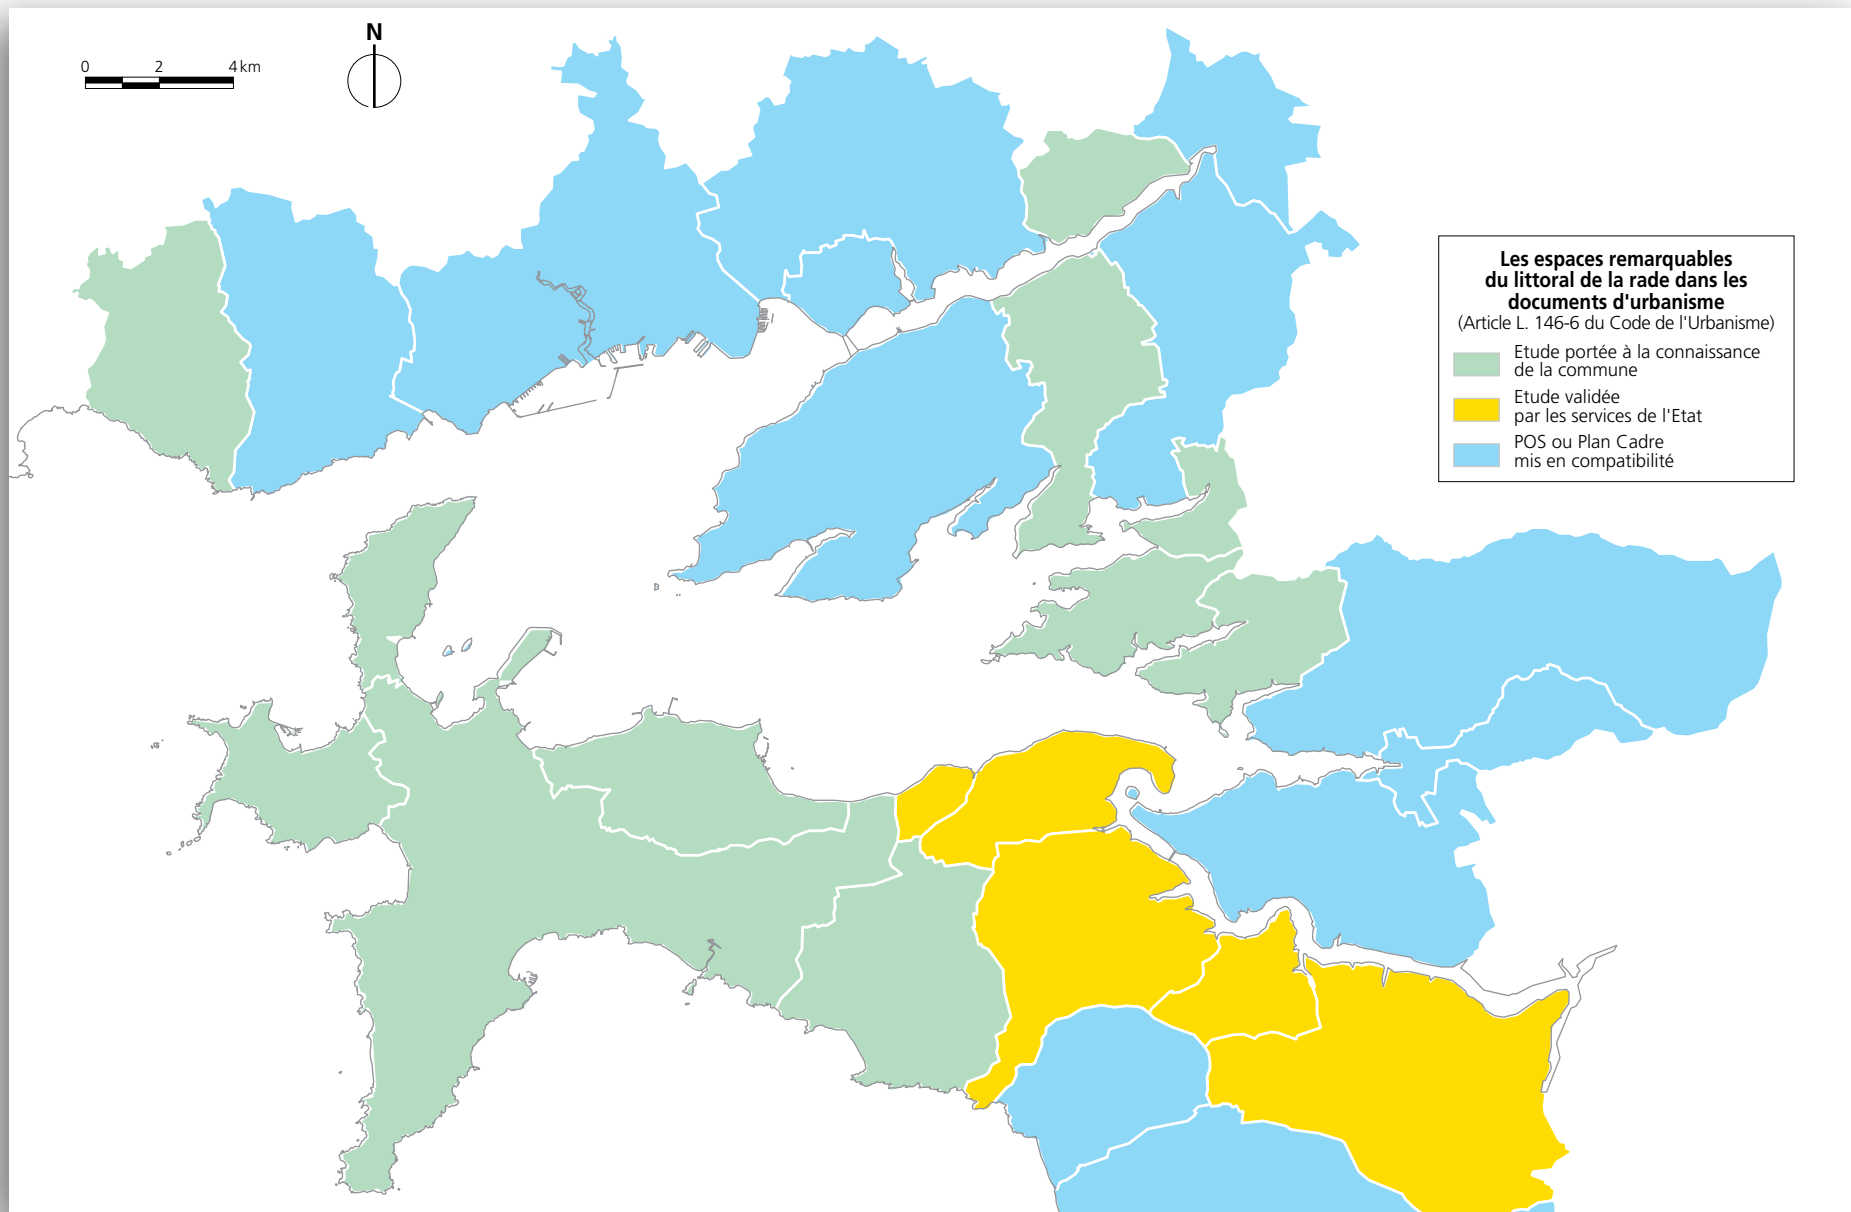 N
0 2 4 km
Les espaces remarquables
du littoral de la rade dans les
documents d'urbanisme
(Article L. 146-6 du Code de l'Urbanisme)
Etude portée à la connaissance
de la commune
Etude validée
par les services de l'Etat
POS ou Plan Cadre
mis en compatibilité